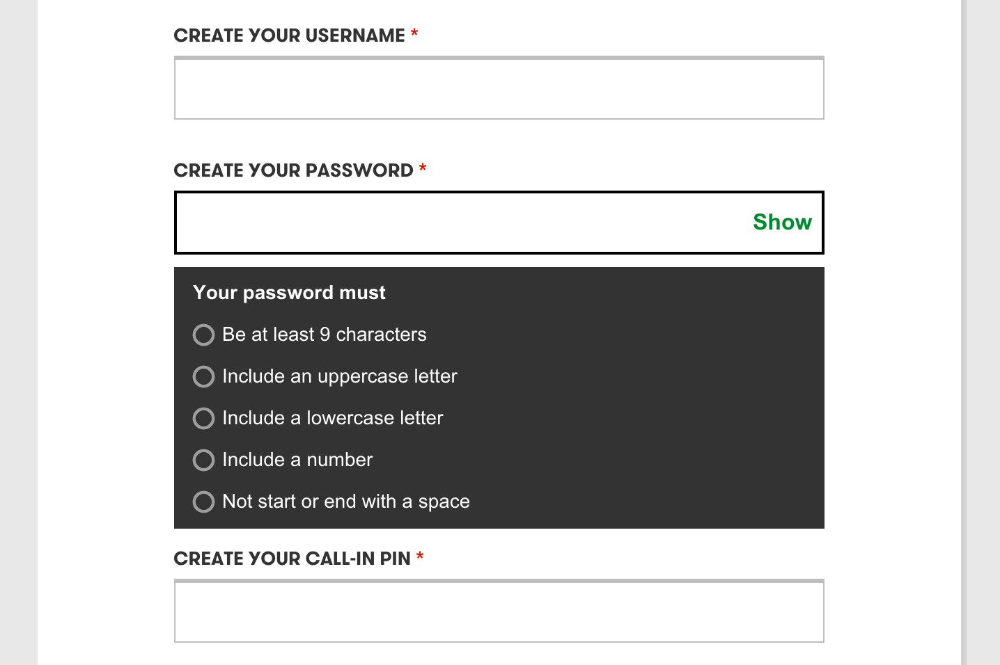 CREATE YOUR USERNAME *
CREATE YOUR PASSWORD *
Show
Your password must
Be at least 9 characters
Include an uppercase letter
Include a lowercase letter
Include a number
Not start or end with a space
CREATE YOUR CALL-IN PIN *